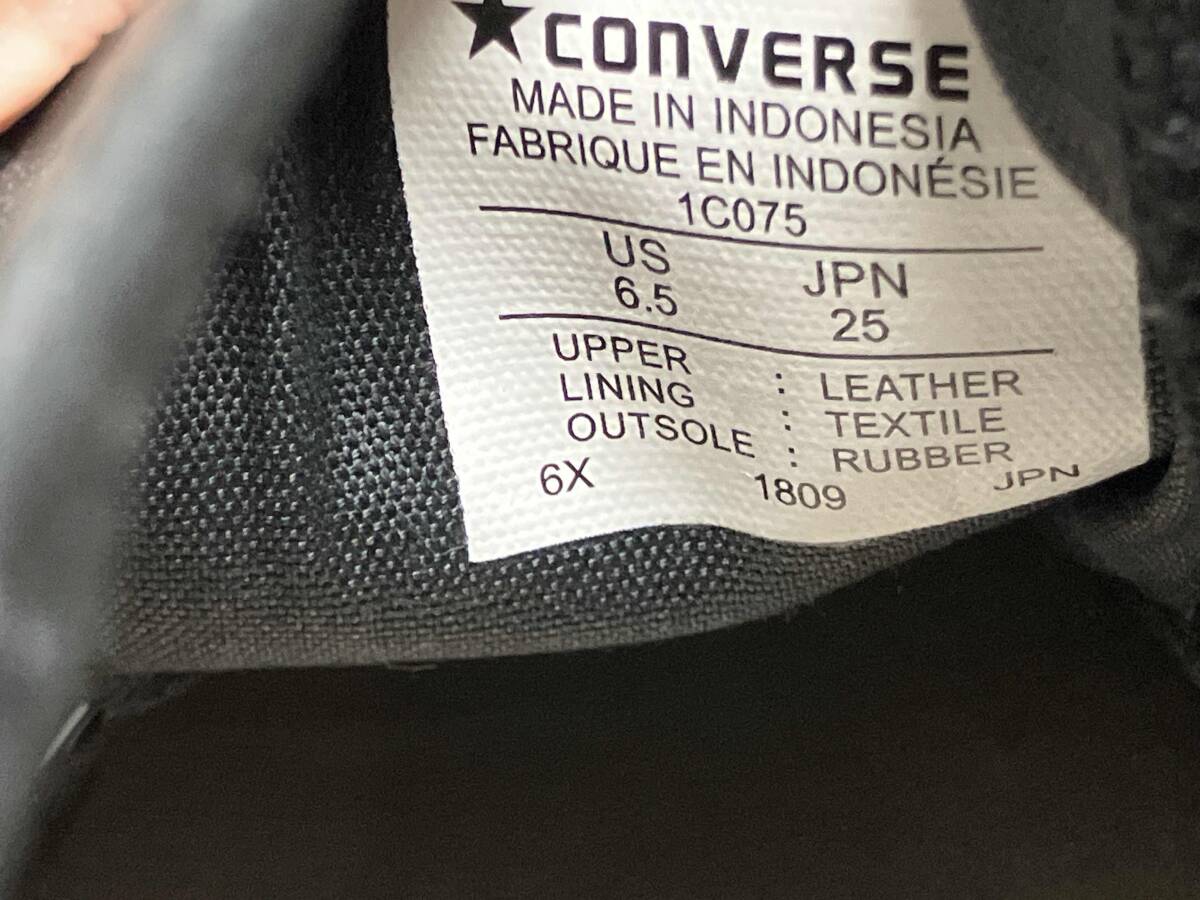 ★CONVERSE
MADE IN INDONESIA
FABRIQUE EN INDONÉSIE
1C075
US JPN
6.5 25
UPPER : LEATHER
LINING : TEXTILE
OUTSOLE : RUBBER
6X 1809 JPN